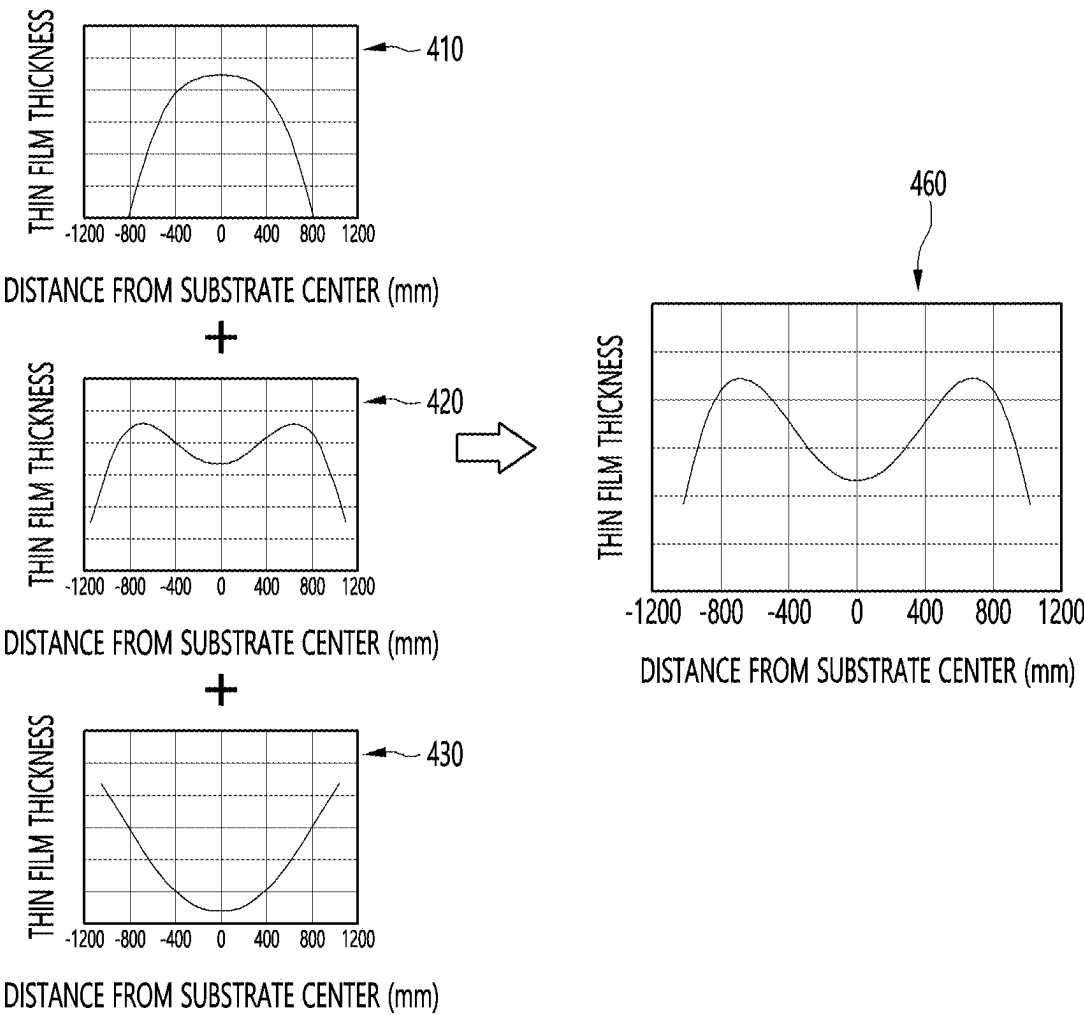 THIN FILM THICKNESS
410
-1200 -800 -400 0 400 800 1200
DISTANCE FROM SUBSTRATE CENTER (mm)
+
THIN FILM THICKNESS
420
-1200 -800 -400 0 400 800 1200
DISTANCE FROM SUBSTRATE CENTER (mm)
+
THIN FILM THICKNESS
430
-1200 -800 -400 0 400 800 1200
DISTANCE FROM SUBSTRATE CENTER (mm)
460
THIN FILM THICKNESS
-1200 -800 -400 0 400 800 1200
DISTANCE FROM SUBSTRATE CENTER (mm)